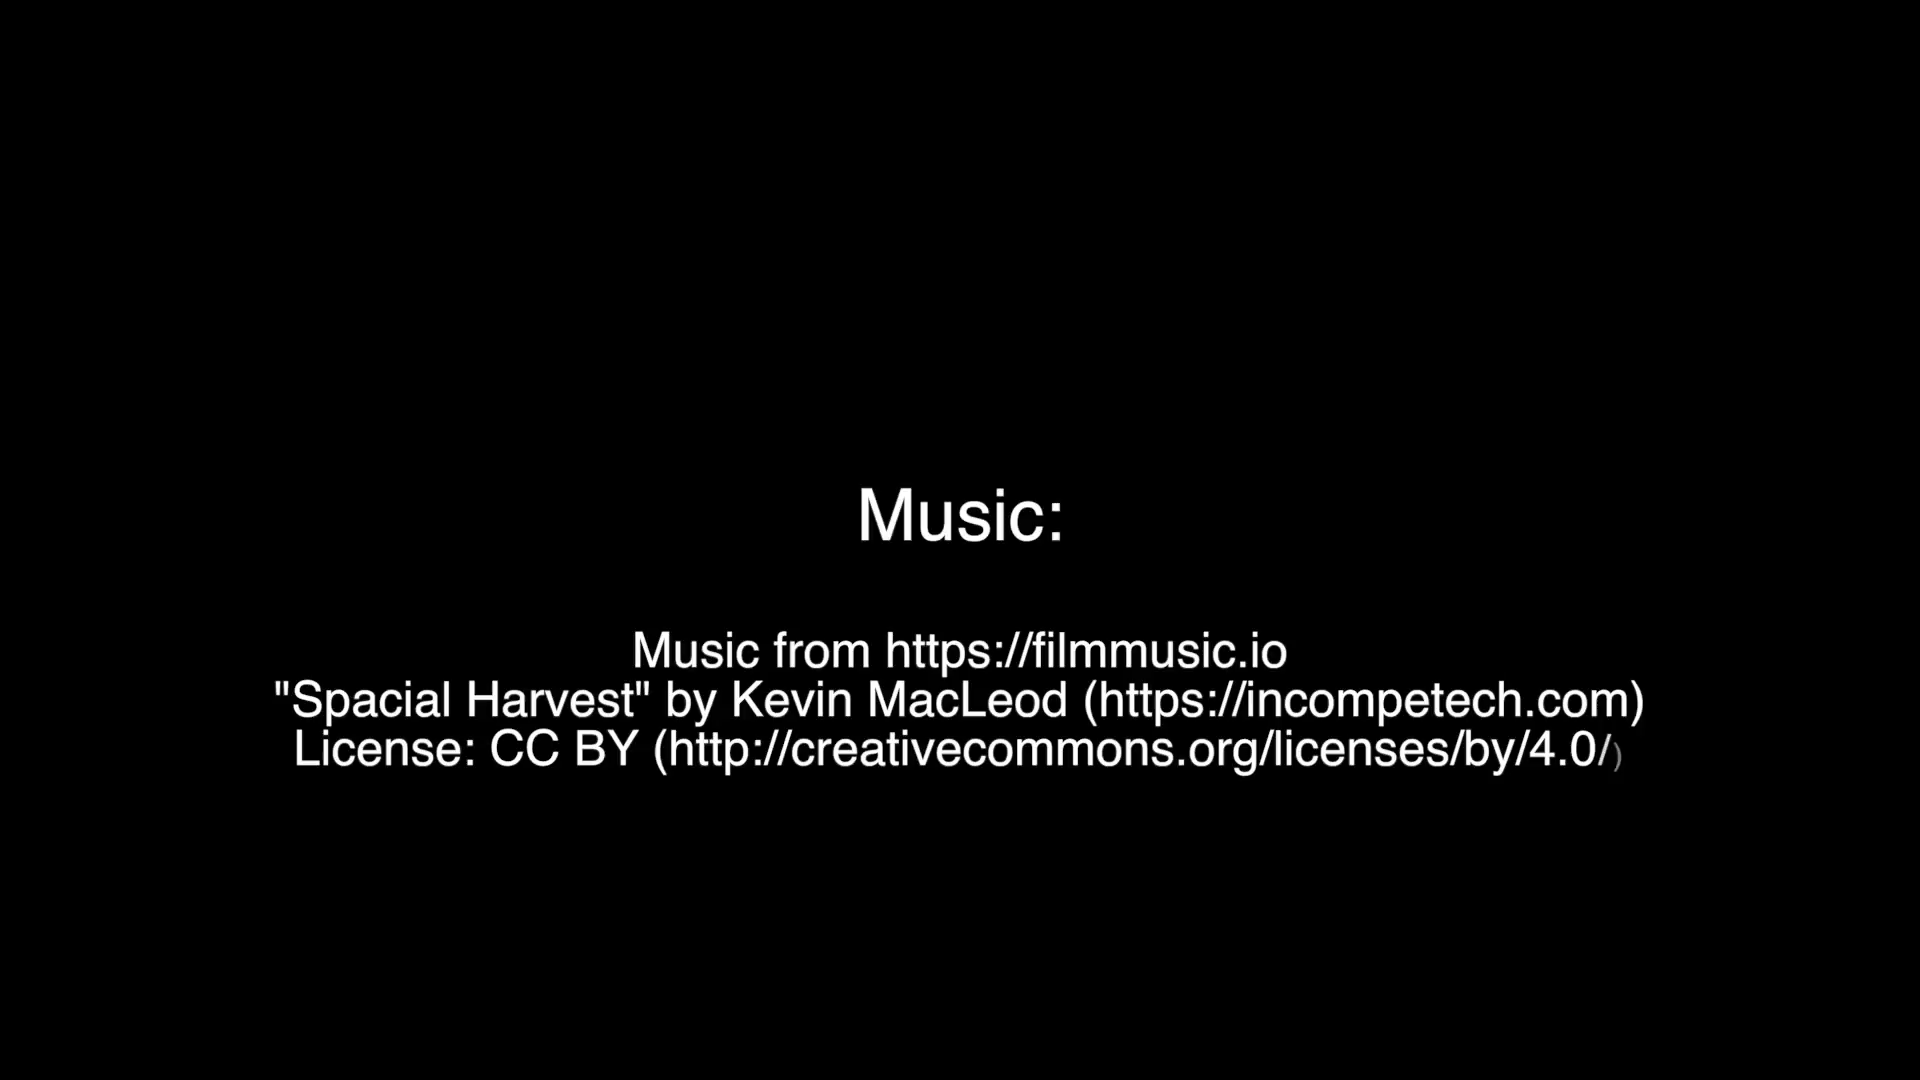 Music:
Music from https://filmmusic.io
"Spacial Harvest" by Kevin MacLeod (https://incompetech.com)
License: CC BY (http://creativecommons.org/licenses/by/4.0/)